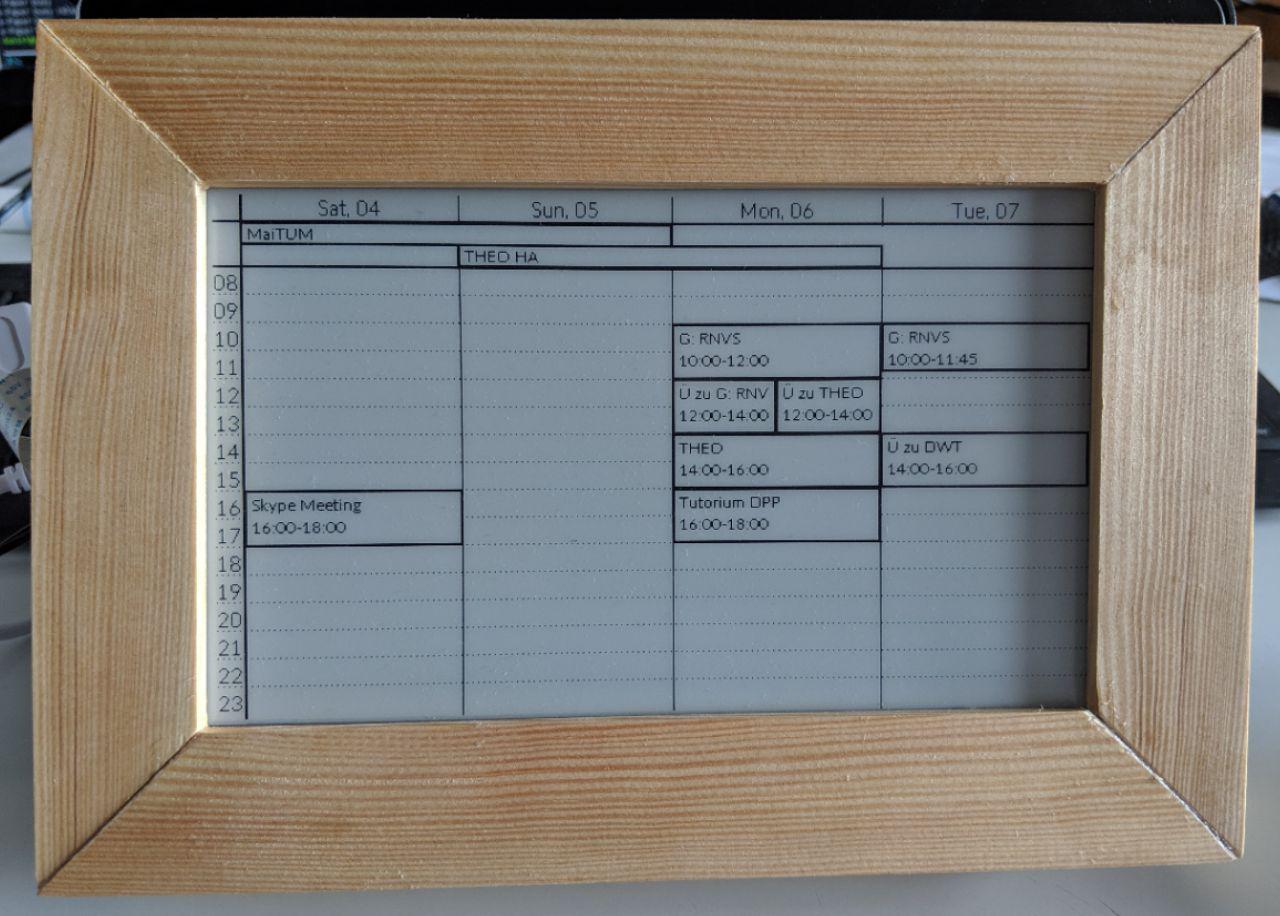 Sat, 04
Sun, 05
Mon, 06
Tue, 07
MaiTUM
THEO HA
08
09
10
G: RNVS
10:00-12:00
G: RNVS
10:00-11:45
11
12
Ü zu G: RNV
12:00-14:00
Ü zu THEO
12:00-14:00
13
14
THEO
14:00-16:00
Ü zu DWT
14:00-16:00
15
16
Skype Meeting
16:00-18:00
Tutorium DPP
16:00-18:00
17
18
19
20
21
22
23